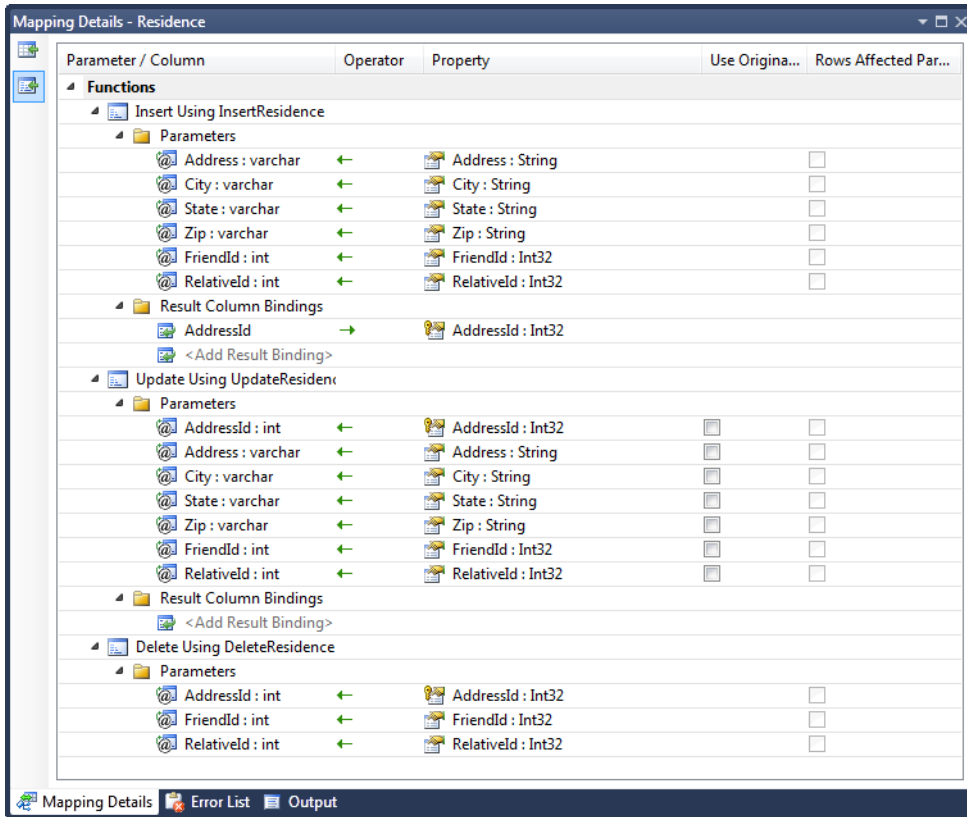 Mapping Details - Residence
Parameter / Column Operator Property Use Origina... Rows Affected Par...
Functions
Insert Using InsertResidence
Parameters
Address : varchar ← Address : String
City : varchar ← City : String
State : varchar ← State : String
Zip : varchar ← Zip : String
FriendId : int ← FriendId : Int32
RelativeId : int ← RelativeId : Int32
Result Column Bindings
AddressId → AddressId : Int32
<Add Result Binding>
Update Using UpdateResidenc
Parameters
AddressId : int ← AddressId : Int32
Address : varchar ← Address : String
City : varchar ← City : String
State : varchar ← State : String
Zip : varchar ← Zip : String
FriendId : int ← FriendId : Int32
RelativeId : int ← RelativeId : Int32
Result Column Bindings
<Add Result Binding>
Delete Using DeleteResidence
Parameters
AddressId : int ← AddressId : Int32
FriendId : int ← FriendId : Int32
RelativeId : int ← RelativeId : Int32
Mapping Details Error List Output